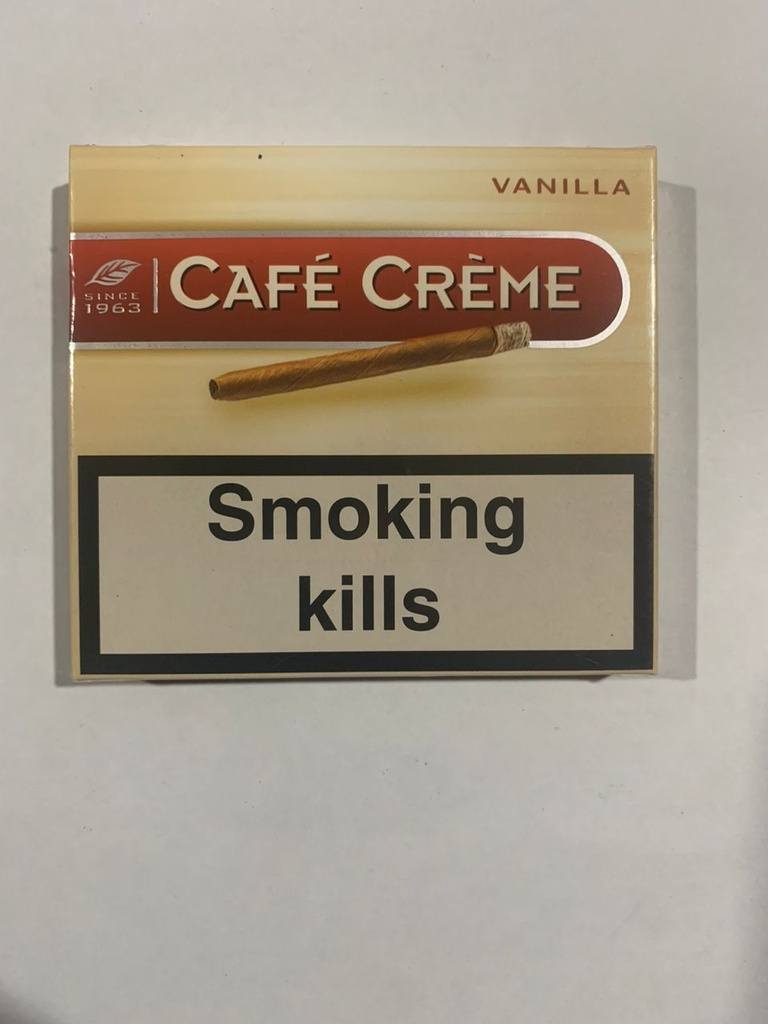 VANILLA
SINCE
1963
CAFÉ CRÈME
Smoking
kills